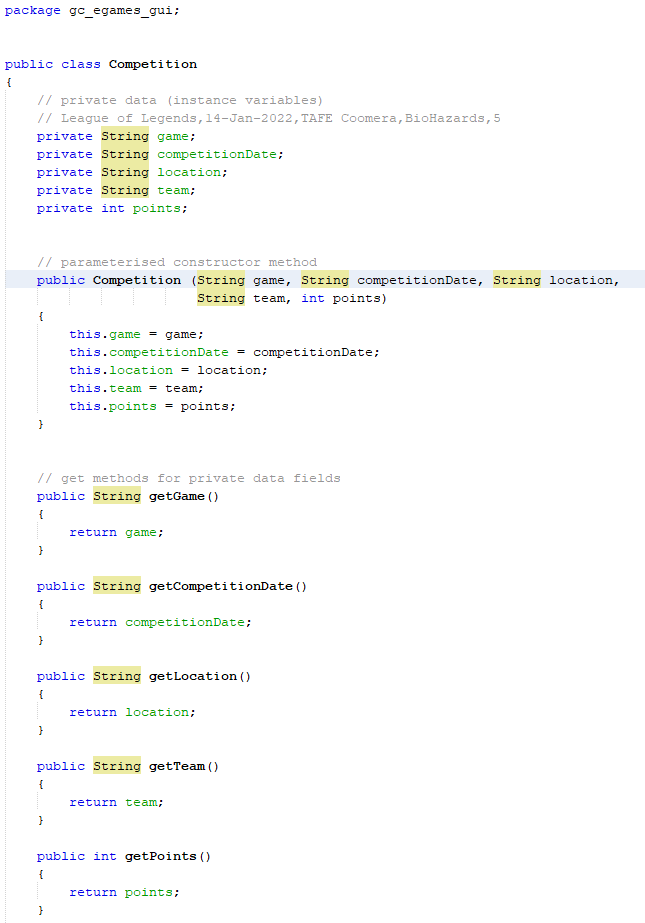 package gc_egames_gui;
public class Competition
{
// private data (instance variables)
// League of Legends,14-Jan-2022,TAFE Coomera,BioHazards,5
private String game;
private String competitionDate;
private String location;
private String team;
private int points;
// parameterised constructor method
public Competition (String game, String competitionDate, String location,
String team, int points)
{
this.game = game;
this.competitionDate = competitionDate;
this.location = location;
this.team = team;
this.points = points;
}
// get methods for private data fields
public String getGame()
{
return game;
}
public String getCompetitionDate()
{
return competitionDate;
}
public String getLocation()
{
return location;
}
public String getTeam()
{
return team;
}
public int getPoints()
{
return points;
}